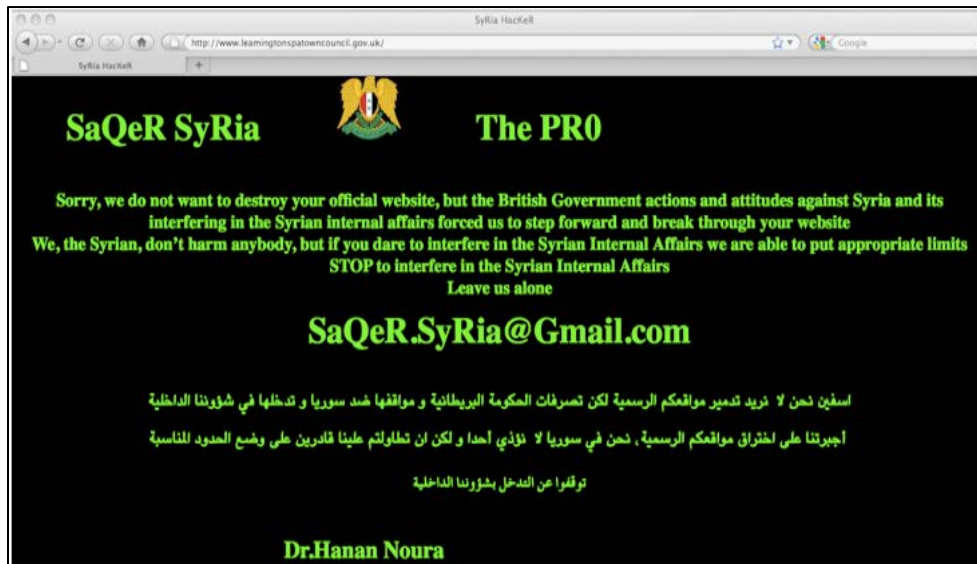 SyRia HacKeR
http://www.leamingtonspatowncouncil.gov.uk/
Google
SyRia HacKeR
SaQeR SyRia
The PR0
Sorry, we do not want to destroy your official website, but the British Government actions and attitudes against Syria and its
interfering in the Syrian internal affairs forced us to step forward and break through your website
We, the Syrian, don't harm anybody, but if you dare to interfere in the Syrian Internal Affairs we are able to put appropriate limits
STOP to interfere in the Syrian Internal Affairs
Leave us alone
SaQeR.SyRia@Gmail.com
اسفين نحن لا نريد تدمير مواقعكم الرسمية لكن تصرفات الحكومة البريطانية و مواقفها ضد سوريا و تدخلها في شؤوننا الداخلية
أجبرتنا على اختراق مواقعكم الرسمية ، نحن في سوريا لا نؤذي أحدا و لكن ان تطاولتم علينا قادرين على وضع الحدود المناسبة
توقفوا عن التدخل بشؤوننا الداخلية
Dr.Hanan Noura